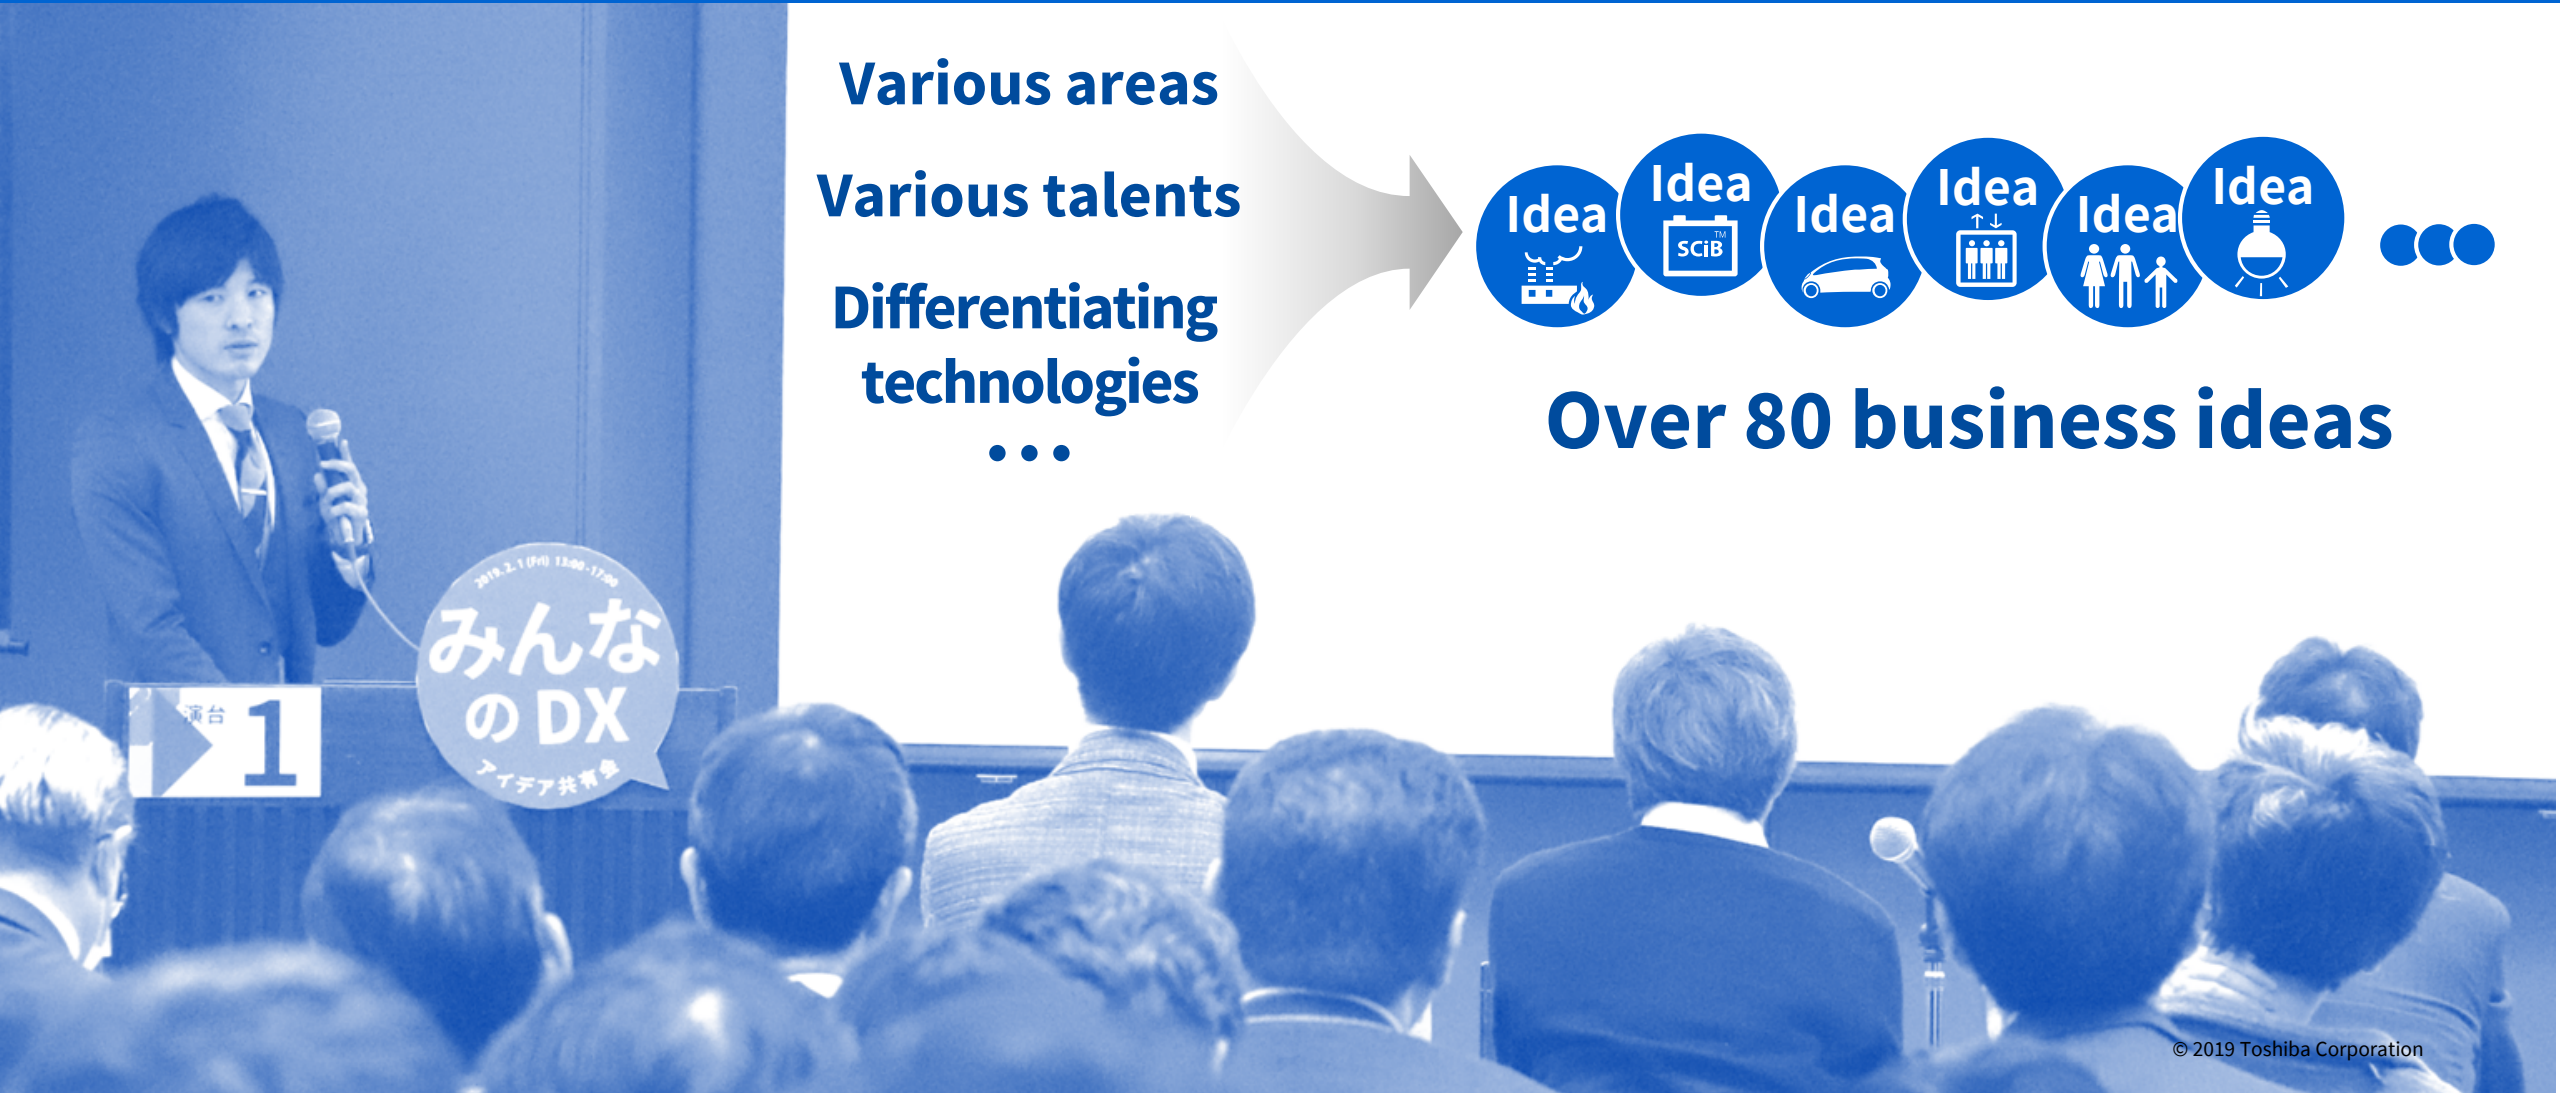 Various areas
Various talents
Differentiating
technologies
•••
Idea
Idea
SCiB
TM
Idea
Idea
Idea
Idea
Over 80 business ideas
2019.2.1 (Fri) 13:00-17:00
みんな
のDX
アイデア共有会
演台
1
© 2019 Toshiba Corporation